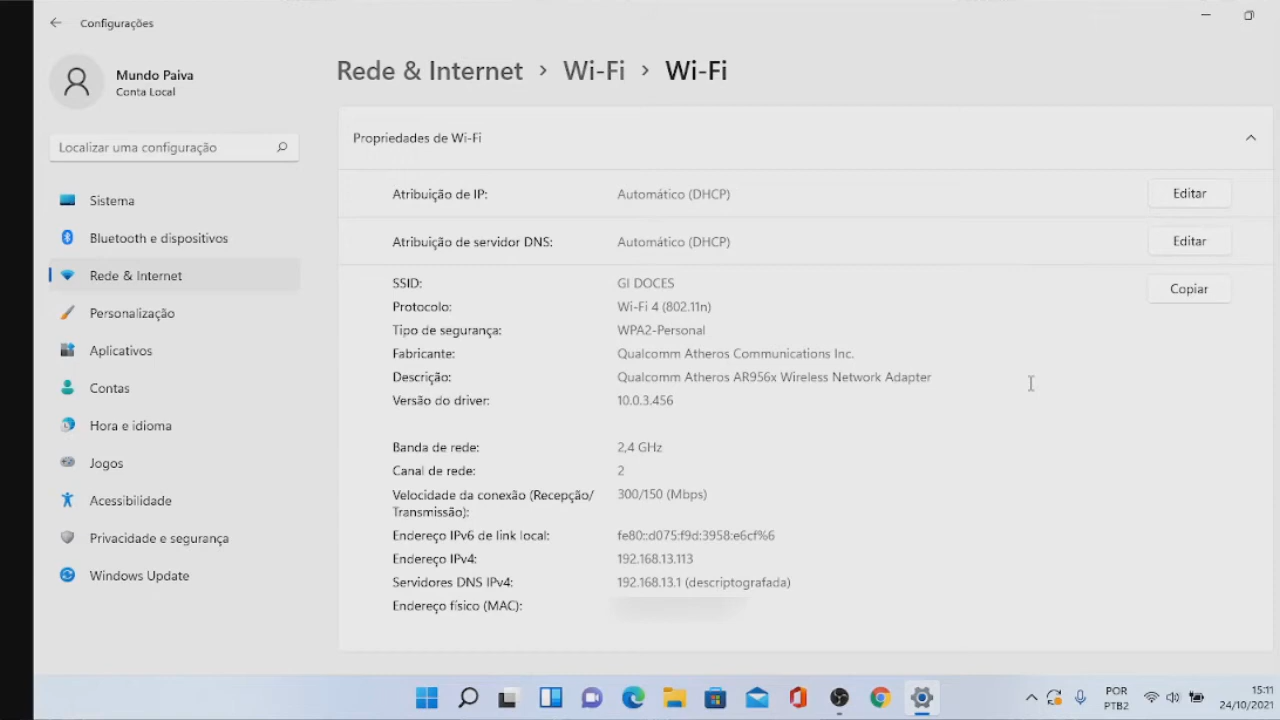 Configurações
Mundo Paiva
Conta Local
Localizar uma configuração
Sistema
Bluetooth e dispositivos
Rede & Internet
Personalização
Aplicativos
Contas
Hora e idioma
Jogos
Acessibilidade
Privacidade e segurança
Windows Update
Rede & Internet › Wi-Fi › Wi-Fi
Propriedades de Wi-Fi
Atribuição de IP: Automático (DHCP) Editar
Atribuição de servidor DNS: Automático (DHCP) Editar
SSID: GI DOCES Copiar
Protocolo: Wi-Fi 4 (802.11n)
Tipo de segurança: WPA2-Personal
Fabricante: Qualcomm Atheros Communications Inc.
Descrição: Qualcomm Atheros AR956x Wireless Network Adapter
Versão do driver: 10.0.3.456
Banda de rede: 2,4 GHz
Canal de rede: 2
Velocidade da conexão (Recepção/ 300/150 (Mbps)
Transmissão):
Endereço IPv6 de link local: fe80::d075:f9d:3958:e6cf%6
Endereço IPv4: 192.168.13.113
Servidores DNS IPv4: 192.168.13.1 (descriptografada)
Endereço físico (MAC):
POR
PTB2
15:11
24/10/2021